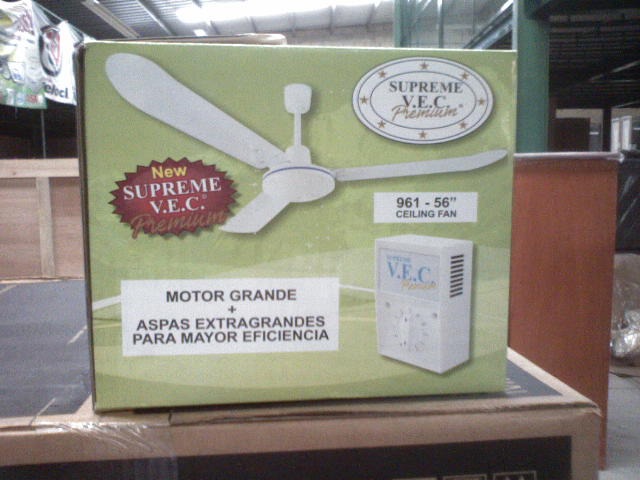 SUPREME
V.E.C.®
Premium
New
SUPREME
V.E.C.®
Premium
961 - 56"
CEILING FAN
SUPREME
V.E.C
Premium
MOTOR GRANDE
+
ASPAS EXTRAGRANDES
PARA MAYOR EFICIENCIA